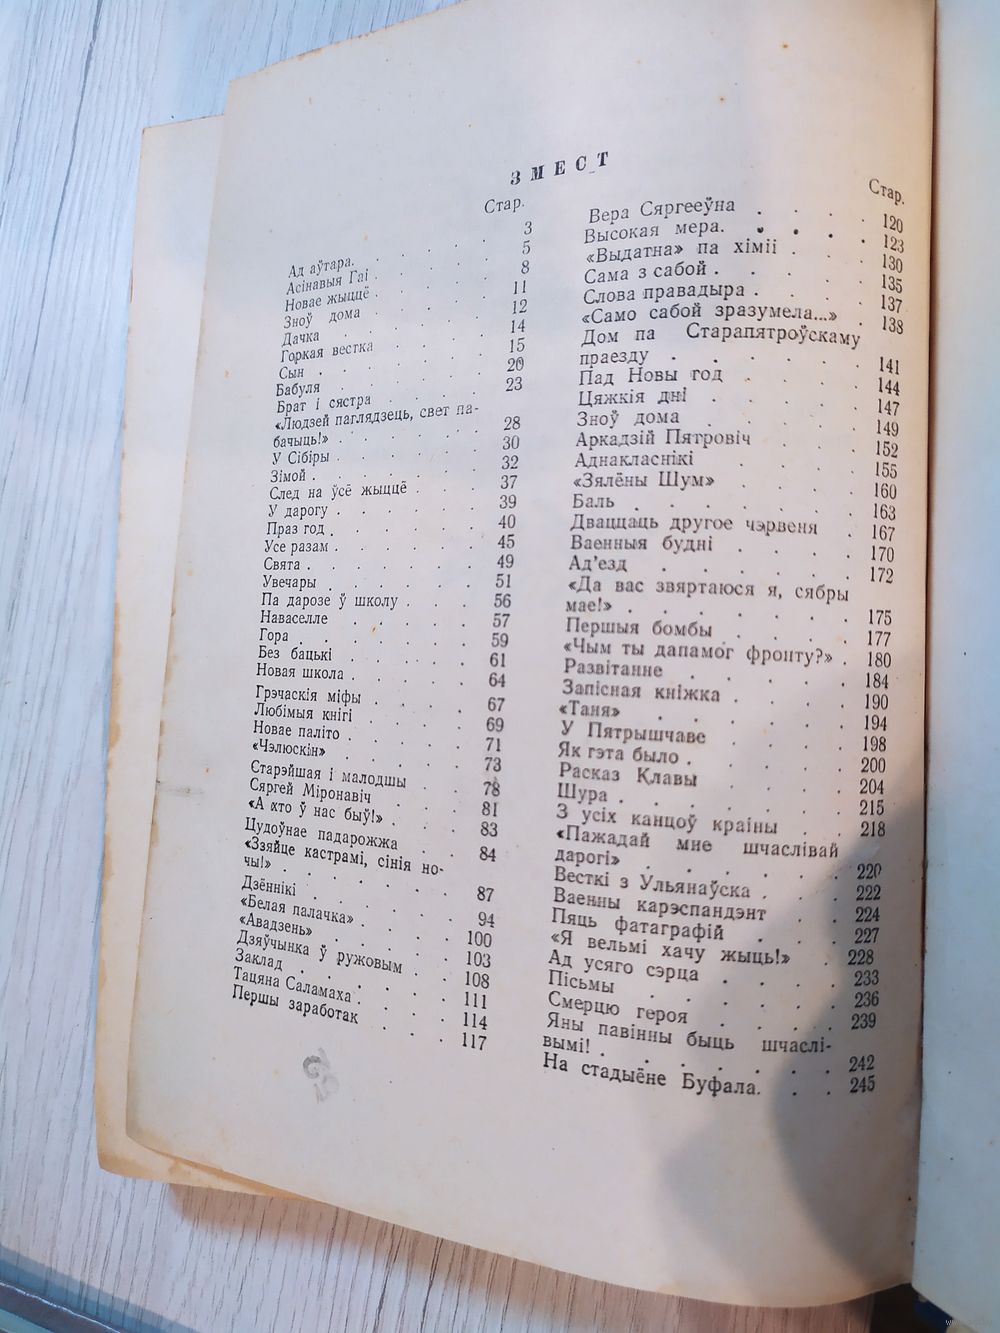 ЗМЕСТ
Стар.
Ад аўтара. 3
Асінавыя Гаі 5
Новае жыццё 8
Зноў дома 11
Дачка 12
Горкая вестка 14
Сын 15
Бабуля 20
Брат і сястра 23
«Людзей паглядзець, свет па-
бачыць!» 28
У Сібіры 30
Зімой 32
След на ўсё жыццё 37
У дарогу 39
Праз год 40
Усе разам 45
Свята 49
Увечары 51
Па дарозе ў школу 56
Наваселле 57
Гора 59
Без бацькі 61
Новая школа 64
Грэчаскія міфы 67
Любімыя кнігі 69
Новае паліто 71
«Чэлюскін» 73
Старэйшая і малодшы 78
Сяргей Міронавіч 81
«А хто ў нас быў!» 83
Цудоўнае падарожжа 84
«Ззяйце кастрамі, сінія но-
чы!» 87
Дзённікі 94
«Белая палачка» 100
«Авадзень» 103
Дзяўчынка ў ружовым 108
Заклад 111
Тацяна Саламаха 114
Першы заработак 117
Стар.
Вера Сяргееўна 120
Высокая мера. 123
«Выдатна» па хіміі 130
Сама з сабой 135
Слова правадыра 137
«Само сабой зразумела...» 138
Дом па Старапятроўскаму
праезду 141
Пад Новы год 144
Цяжкія дні 147
Зноў дома 149
Аркадзій Пятровіч 152
Аднакласнікі 155
«Зялёны Шум» 160
Баль 163
Дваццаць другое чэрвеня 167
Ваенныя будні 170
Ад'езд 172
«Да вас звяртаюся я, сябры
мае!» 175
Першыя бомбы 177
«Чым ты дапамог фронту?» 180
Развітанне 184
Запісная кніжка 190
«Таня» 194
У Пятрышчаве 198
Як гэта было 200
Расказ Клавы 204
Шура 215
З усіх канцоў краіны 218
«Пажадай мне шчаслівай
дарогі» 220
Весткі з Ульянаўска 222
Ваенны карэспандэнт 224
Пяць фатаграфій 227
«Я вельмі хачу жыць!» 228
Ад усяго сэрца 233
Пісьмы 236
Смерцю героя 239
Яны павінны быць шчаслі-
вымі! 242
На стадыёне Буфала. 245